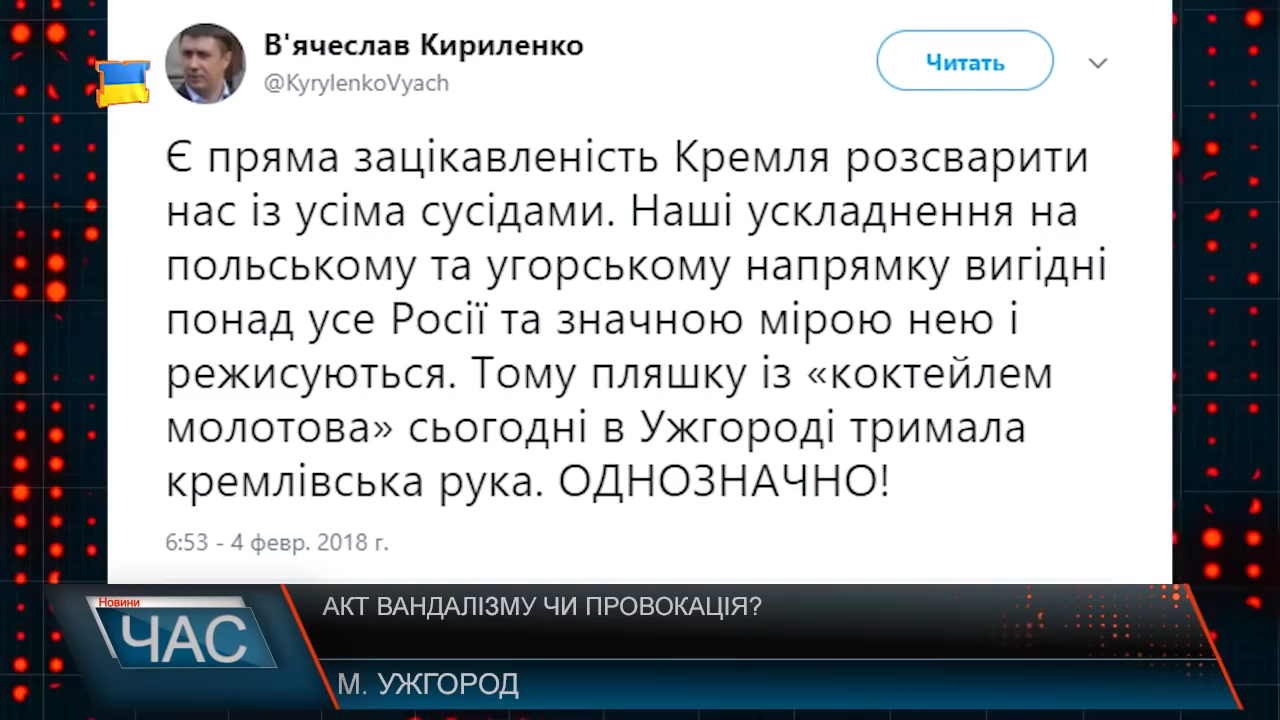 В'ячеслав Кириленко
@KyrylenkoVyach
Читать
Є пряма зацікавленість Кремля розсварити
нас із усіма сусідами. Наші ускладнення на
польському та угорському напрямку вигідні
понад усе Росії та значною мірою нею і
режисуються. Тому пляшку із «коктейлем
молотова» сьогодні в Ужгороді тримала
кремлівська рука. ОДНОЗНАЧНО!
6:53 - 4 февр. 2018 г.
Новини
ЧАС
АКТ ВАНДАЛІЗМУ ЧИ ПРОВОКАЦІЯ?
М. УЖГОРОД